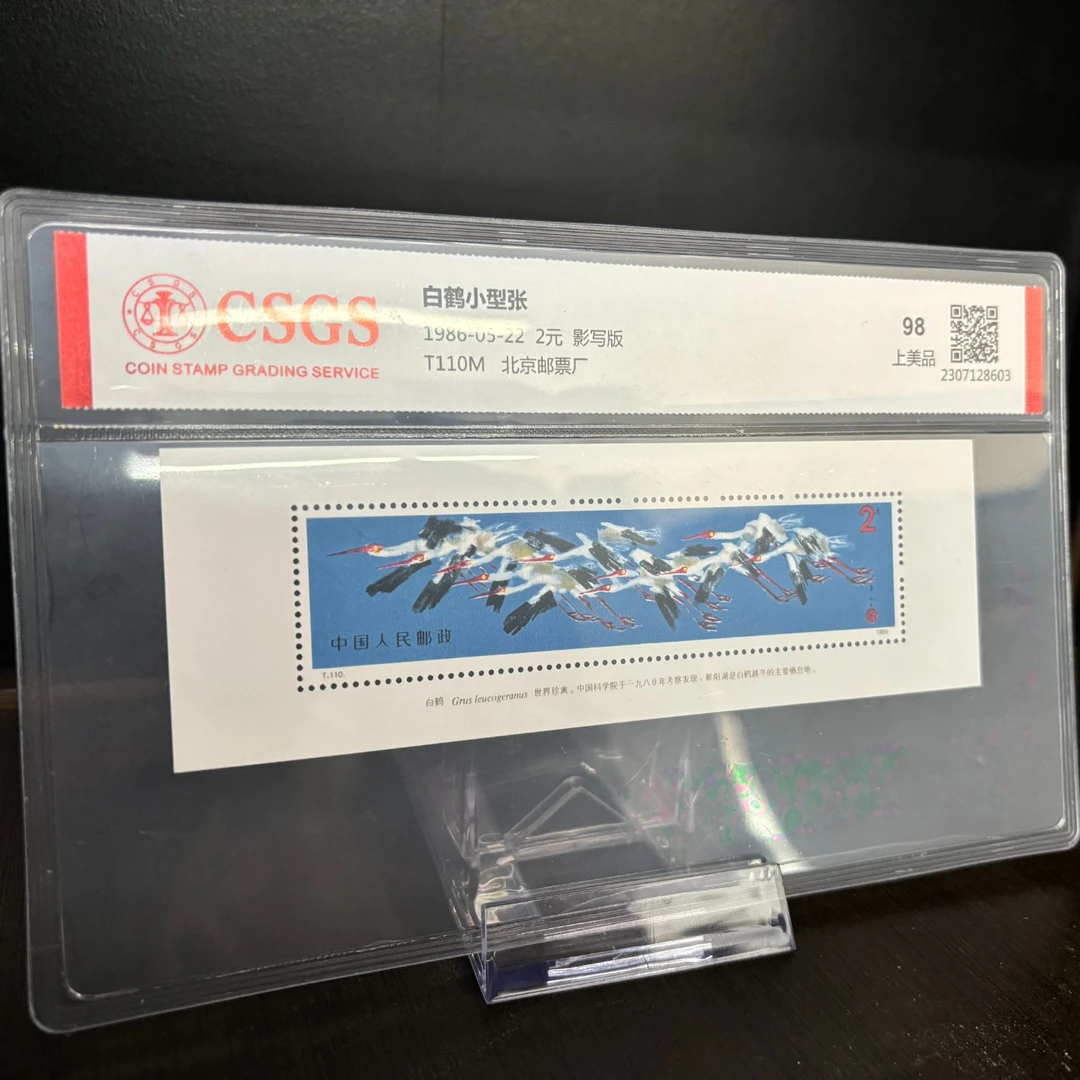 CSGS
COIN STAMP GRADING SERVICE
白鹤小型张
1986-05-22 2元 影写版
T110M 北京邮票厂
98
上美品
2307128603
2
中国人民邮政
T.110.
1986
白鹤 Grus leucogeranus 世界珍禽。中国科学院于一九八〇年考察发现,鄱阳湖是白鹤越冬的主要栖息地。